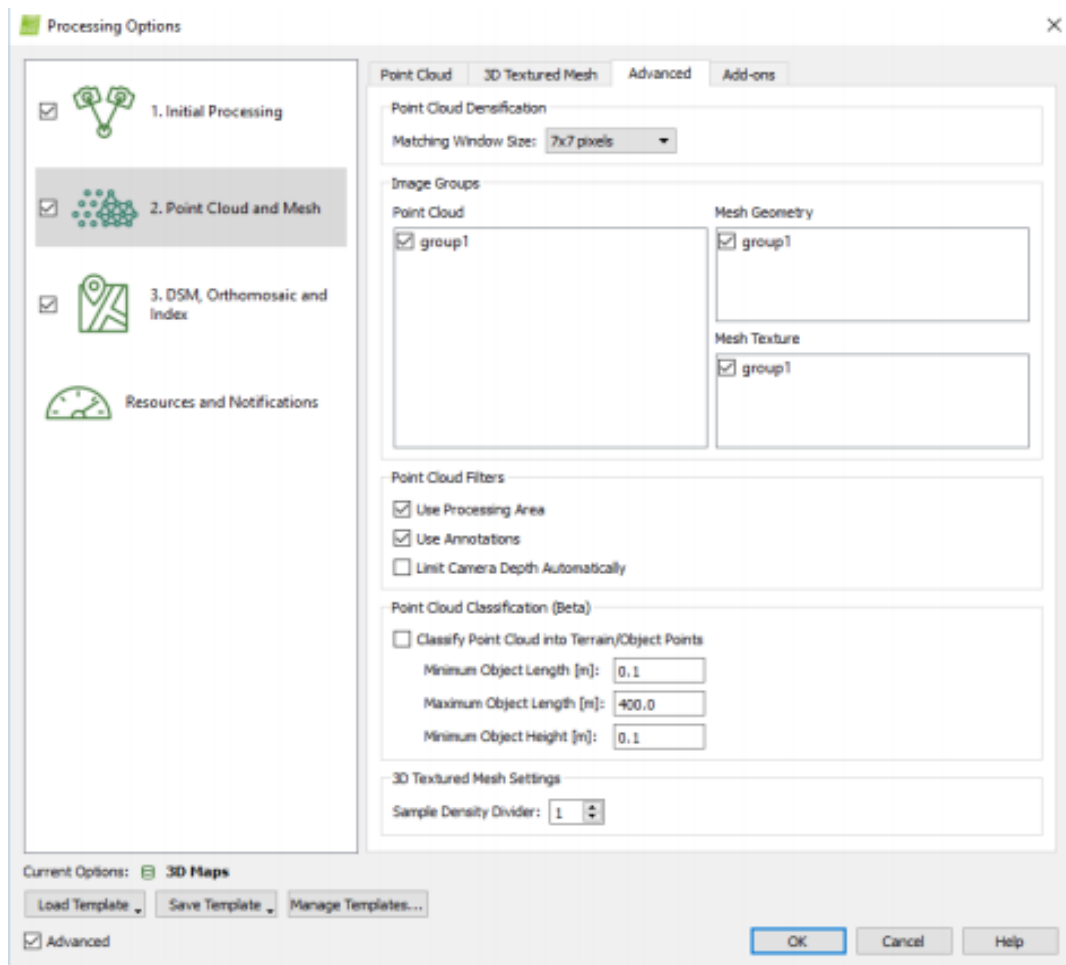 Processing Options
1. Initial Processing
2. Point Cloud and Mesh
3. DSM, Orthomosaic and
Index
Resources and Notifications
Point Cloud
3D Textured Mesh
Advanced
Add-ons
Point Cloud Densification
Matching Window Size: 7x7 pixels
Image Groups
Point Cloud
group1
Mesh Geometry
group1
Mesh Texture
group1
Point Cloud Filters
Use Processing Area
Use Annotations
Limit Camera Depth Automatically
Point Cloud Classification (Beta)
Classify Point Cloud into Terrain/Object Points
Minimum Object Length [m]: 0.1
Maximum Object Length [m]: 400.0
Minimum Object Height [m]: 0.1
3D Textured Mesh Settings
Sample Density Divider: 1
Current Options: 3D Maps
Load Template
Save Template
Manage Templates...
Advanced
OK
Cancel
Help